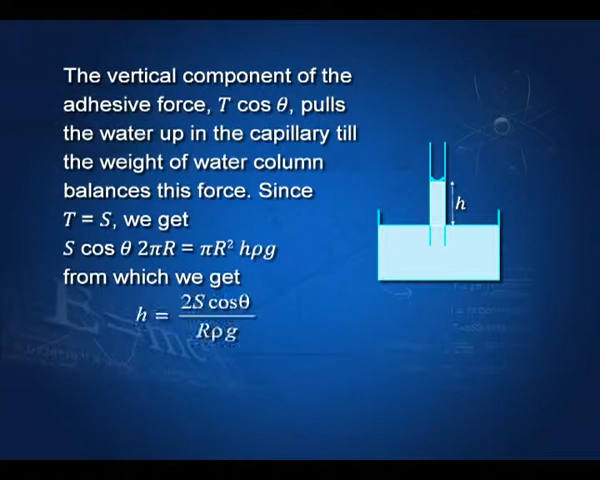 The vertical component of the
adhesive force, T cos θ, pulls
the water up in the capillary till
the weight of water column
balances this force. Since
T = S, we get
S cos θ 2πR = πR² hρg
from which we get
h = 2S cosθ / Rρg
h